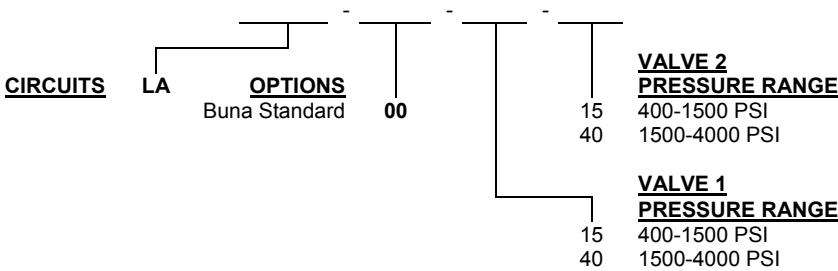 - - -
CIRCUITS LA OPTIONS
Buna Standard 00
VALVE 2
PRESSURE RANGE
15 400-1500 PSI
40 1500-4000 PSI
VALVE 1
PRESSURE RANGE
15 400-1500 PSI
40 1500-4000 PSI